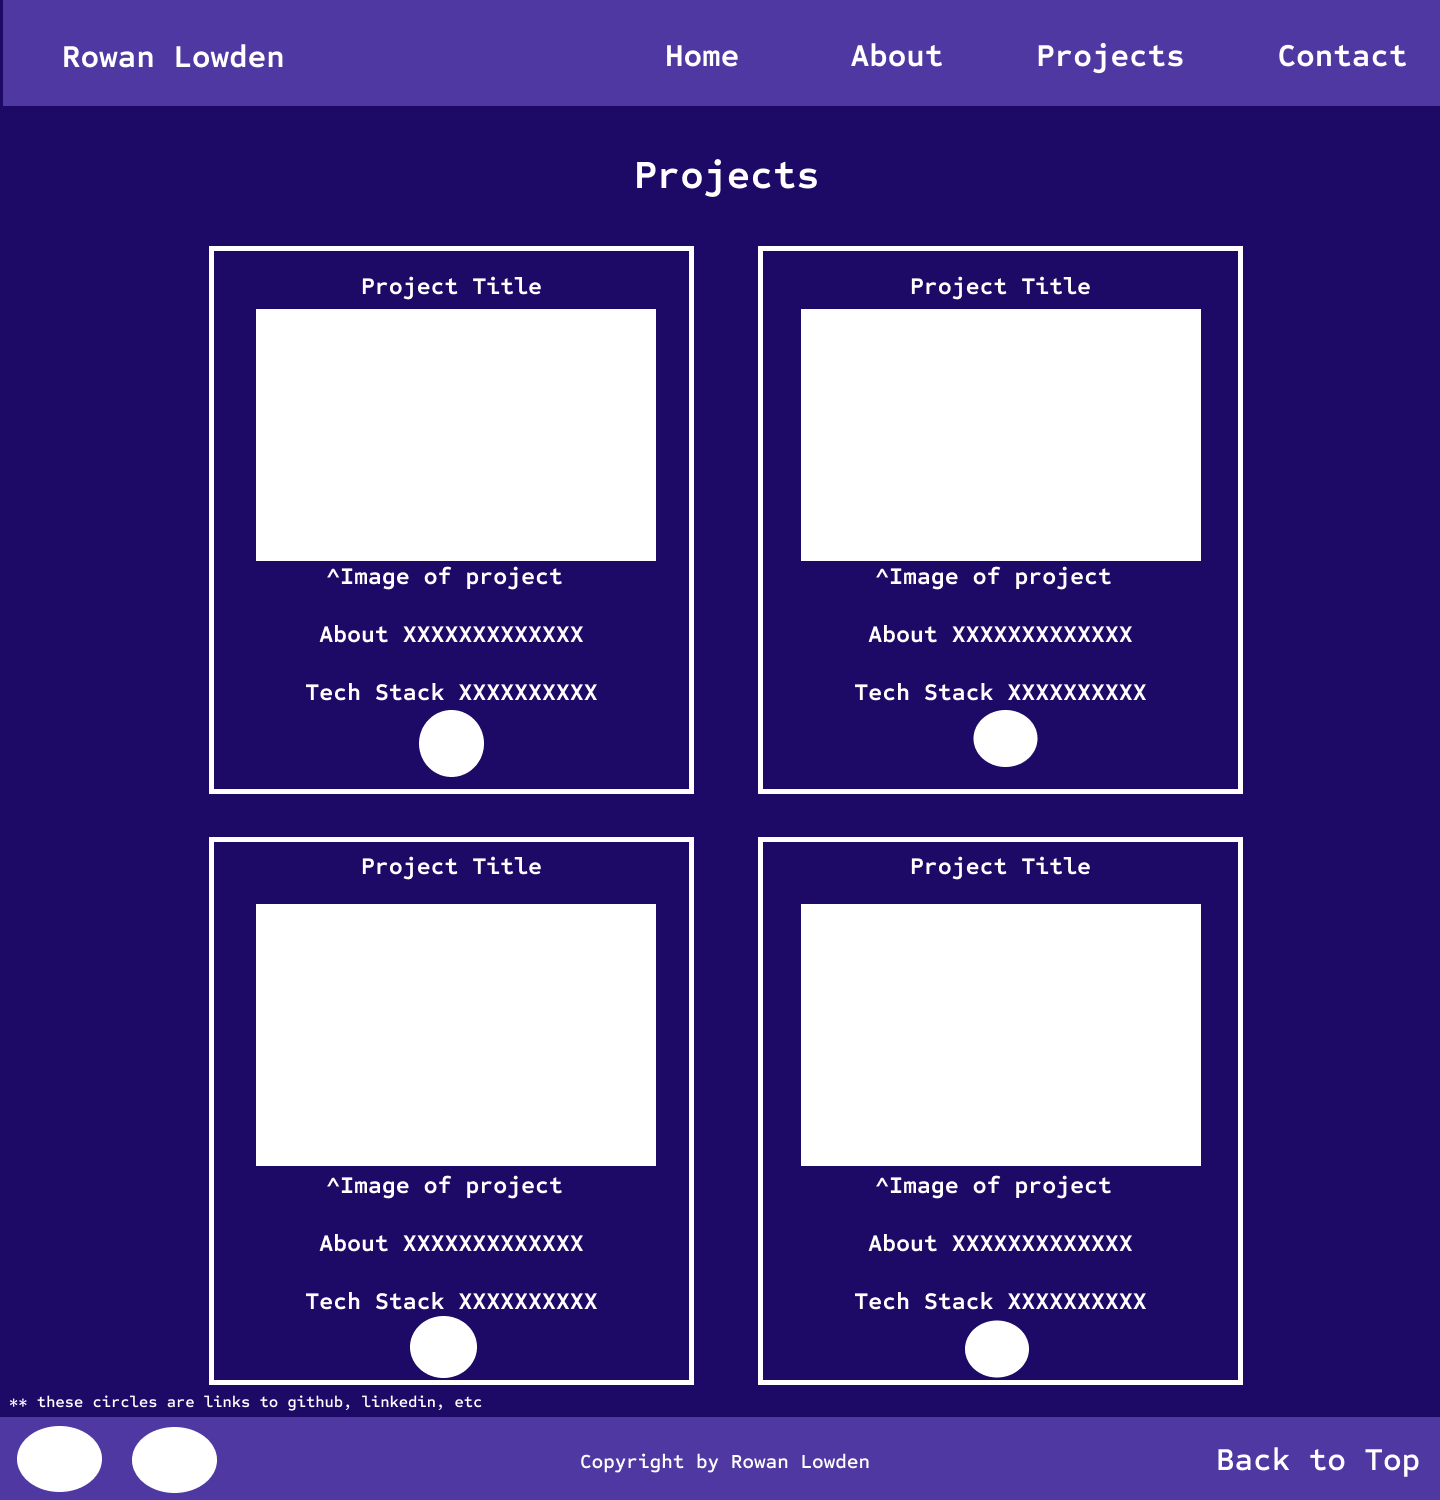 Rowan Lowden
Home
About
Projects
Contact
Projects
Project Title
^Image of project
About XXXXXXXXXXXXX
Tech Stack XXXXXXXXXX
Project Title
^Image of project
About XXXXXXXXXXXXX
Tech Stack XXXXXXXXXX
Project Title
^Image of project
About XXXXXXXXXXXXX
Tech Stack XXXXXXXXXX
Project Title
^Image of project
About XXXXXXXXXXXXX
Tech Stack XXXXXXXXXX
** these circles are links to github, linkedin, etc
Copyright by Rowan Lowden
Back to Top